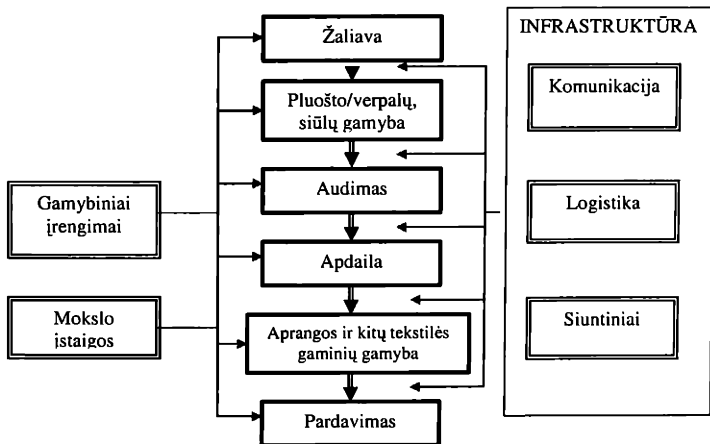 Žaliava
Pluošto/verpalų,
siūlų gamyba
Audimas
Apdaila
Aprangos ir kitų tekstilės
gaminių gamyba
Pardavimas
Gamybiniai
įrengimai
Mokslo
įstaigos
INFRASTRUKTŪRA
Komunikacija
Logistika
Siuntiniai